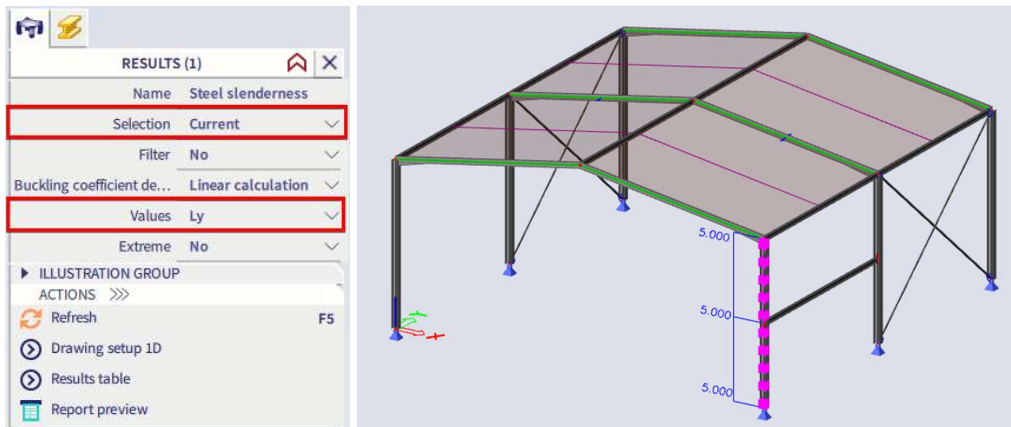 RESULTS (1)
Name Steel slenderness
Selection Current
Filter No
Buckling coefficient de... Linear calculation
Values Ly
Extreme No
ILLUSTRATION GROUP
ACTIONS >>>
Refresh F5
Drawing setup 1D
Results table
Report preview
5.000
5.000
5.000
Y
X